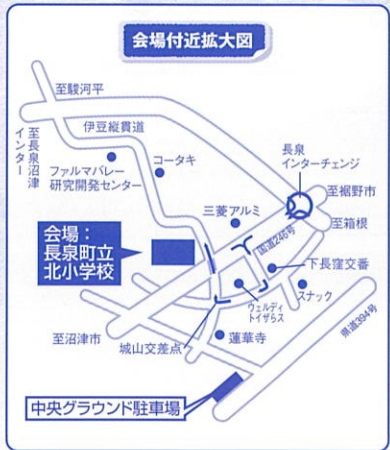 会場付近拡大図
至駿河平
伊豆縦貫道
至長泉沼津
インター
コータキ
ファルマバレー
研究開発センター
長泉
インターチェンジ
至裾野市
至箱根
三菱アルミ
国道246号
会場：
長泉町立
北小学校
下長窪交番
スナック
ウェルディ
トイザらス
至沼津市
城山交差点
蓮華寺
県道394号
中央グラウンド駐車場